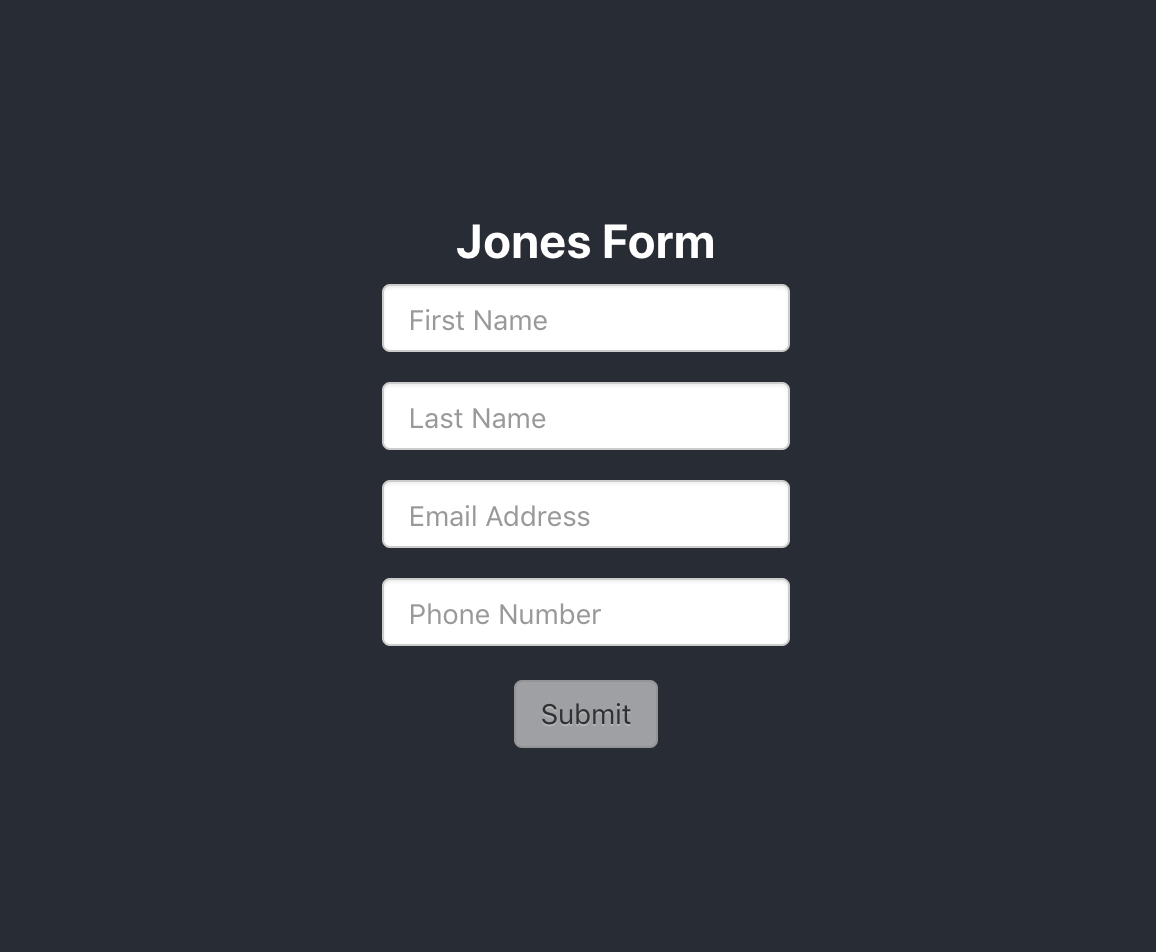 Jones Form
First Name
Last Name
Email Address
Phone Number
Submit